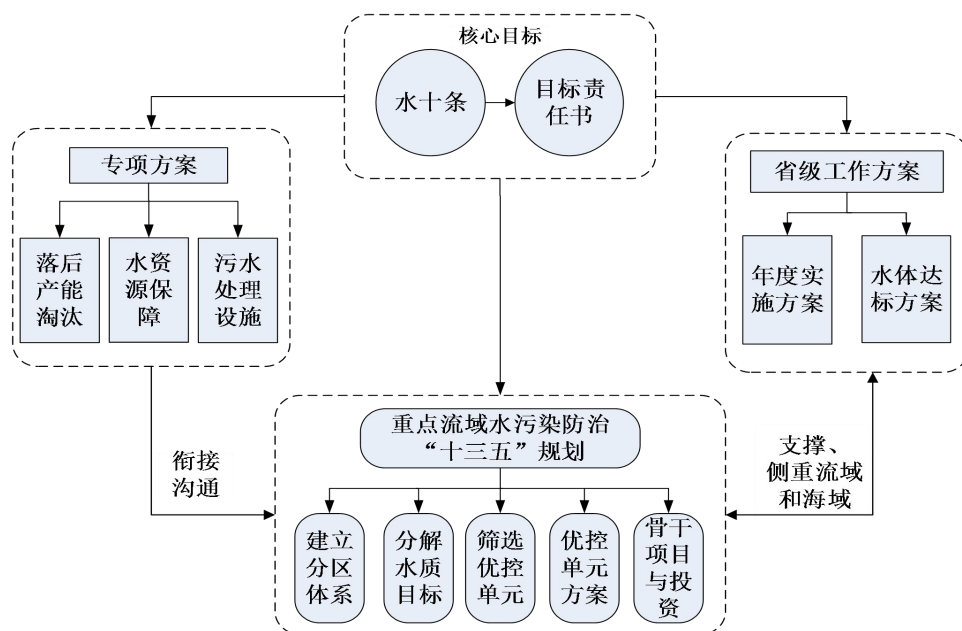 核心目标
水十条
目标责
任书
专项方案
落后
产能
淘汰
水资
源保
障
污水
处理
设施
省级工作方案
年度实
施方案
水体达
标方案
衔接
沟通
支撑、
侧重流域
和海域
重点流域水污染防治
“十三五”规划
建立
分区
体系
分解
水质
目标
筛选
优控
单元
优控
单元
方案
骨干
项目
与投
资